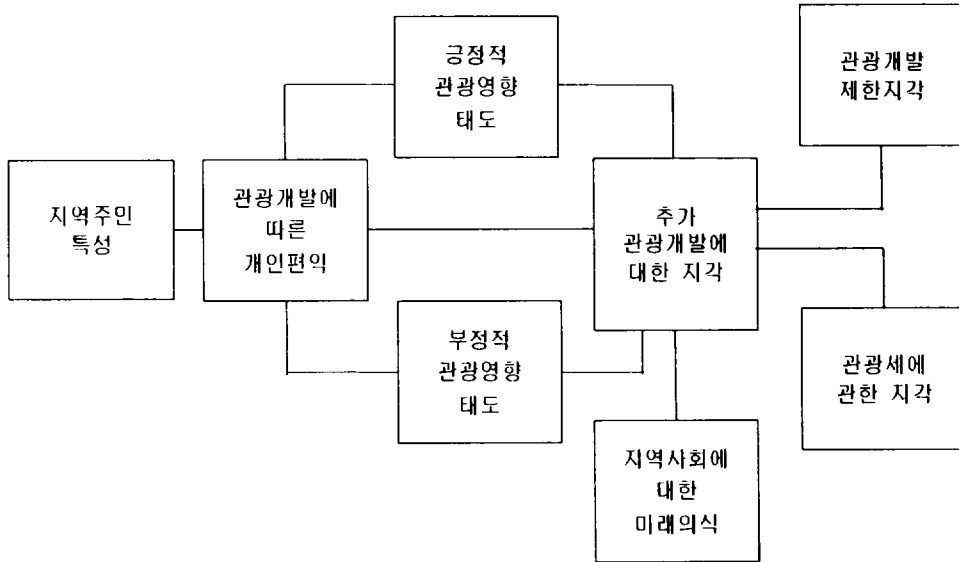 긍정적
관광영향
태도
관광개발
제한지각
지역주민
특성
관광개발에
따른
개인편익
추가
관광개발에
대한 지각
부정적
관광영향
태도
관광세에
관한 지각
지역사회에
대한
미래의식